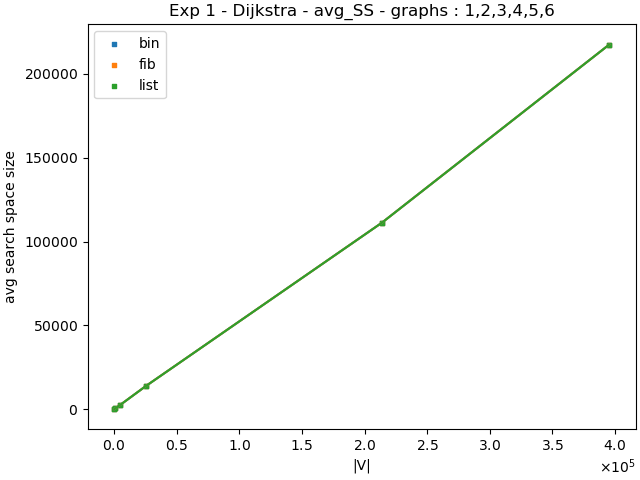 Exp 1 - Dijkstra - avg_SS - graphs : 1,2,3,4,5,6
bin
fib
list
avg search space size
200000
150000
100000
50000
0
0.0 0.5 1.0 1.5 2.0 2.5 3.0 3.5 4.0
|V|
×10⁵